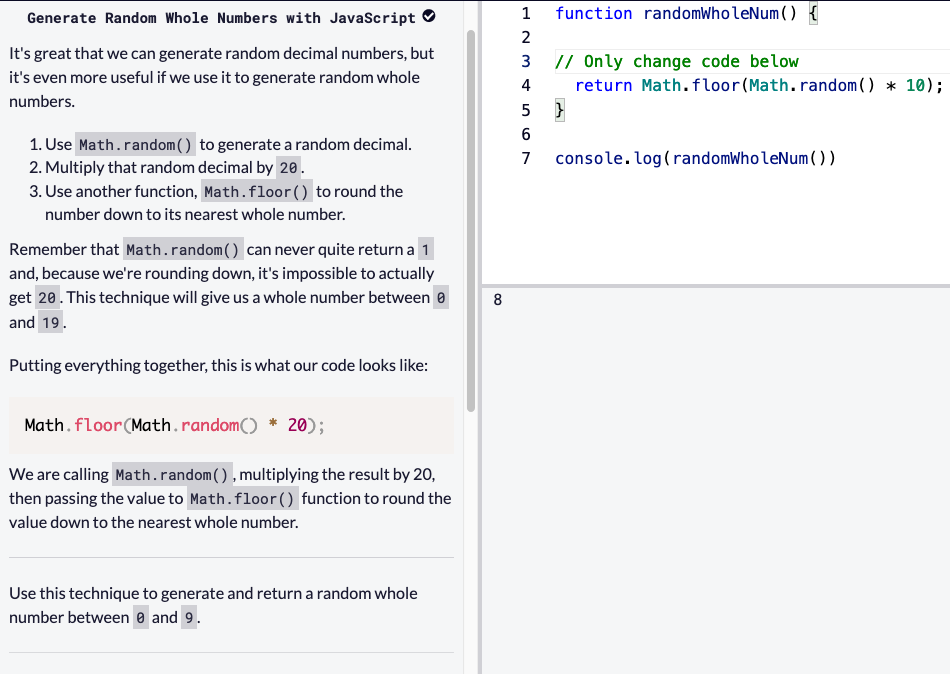 Generate Random Whole Numbers with JavaScript
It's great that we can generate random decimal numbers, but
it's even more useful if we use it to generate random whole
numbers.
1. Use Math.random() to generate a random decimal.
2. Multiply that random decimal by 20.
3. Use another function, Math.floor() to round the
number down to its nearest whole number.
Remember that Math.random() can never quite return a 1
and, because we're rounding down, it's impossible to actually
get 20. This technique will give us a whole number between 0
and 19.
Putting everything together, this is what our code looks like:
Math.floor(Math.random() * 20);
We are calling Math.random(), multiplying the result by 20,
then passing the value to Math.floor() function to round the
value down to the nearest whole number.
Use this technique to generate and return a random whole
number between 0 and 9.
1 function randomWholeNum() {
2
3 // Only change code below
4 return Math.floor(Math.random() * 10);
5 }
6
7 console.log(randomWholeNum())
8